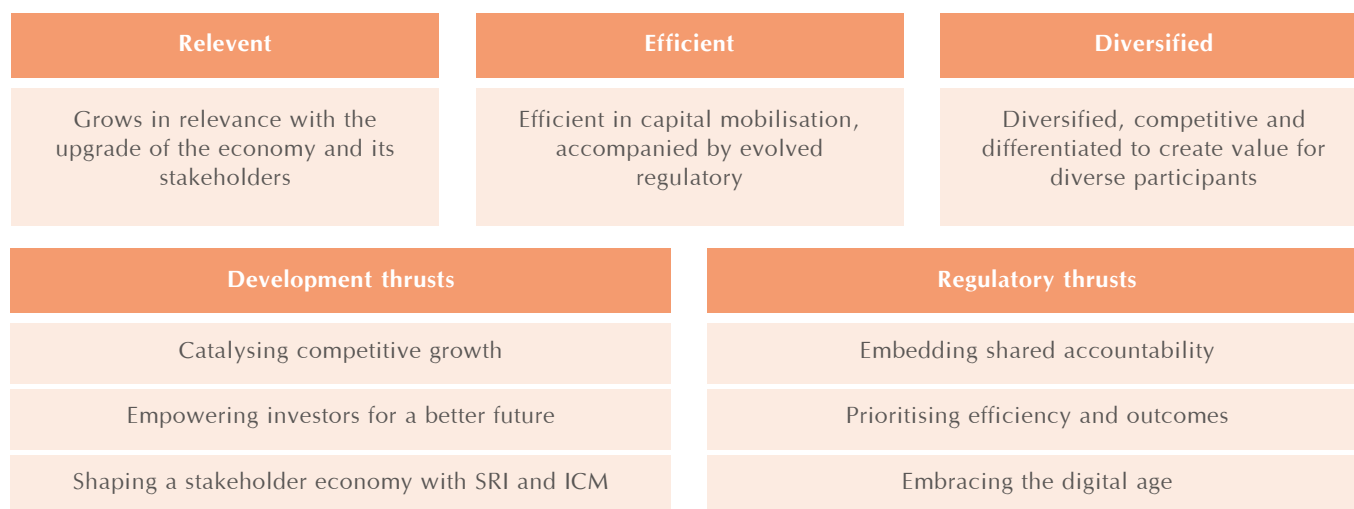 Relevent
Grows in relevance with the
upgrade of the economy and its
stakeholders
Efficient
Efficient in capital mobilisation,
accompanied by evolved
regulatory
Diversified
Diversified, competitive and
differentiated to create value for
diverse participants
Development thrusts
Catalysing competitive growth
Empowering investors for a better future
Shaping a stakeholder economy with SRI and ICM
Regulatory thrusts
Embedding shared accountability
Prioritising efficiency and outcomes
Embracing the digital age